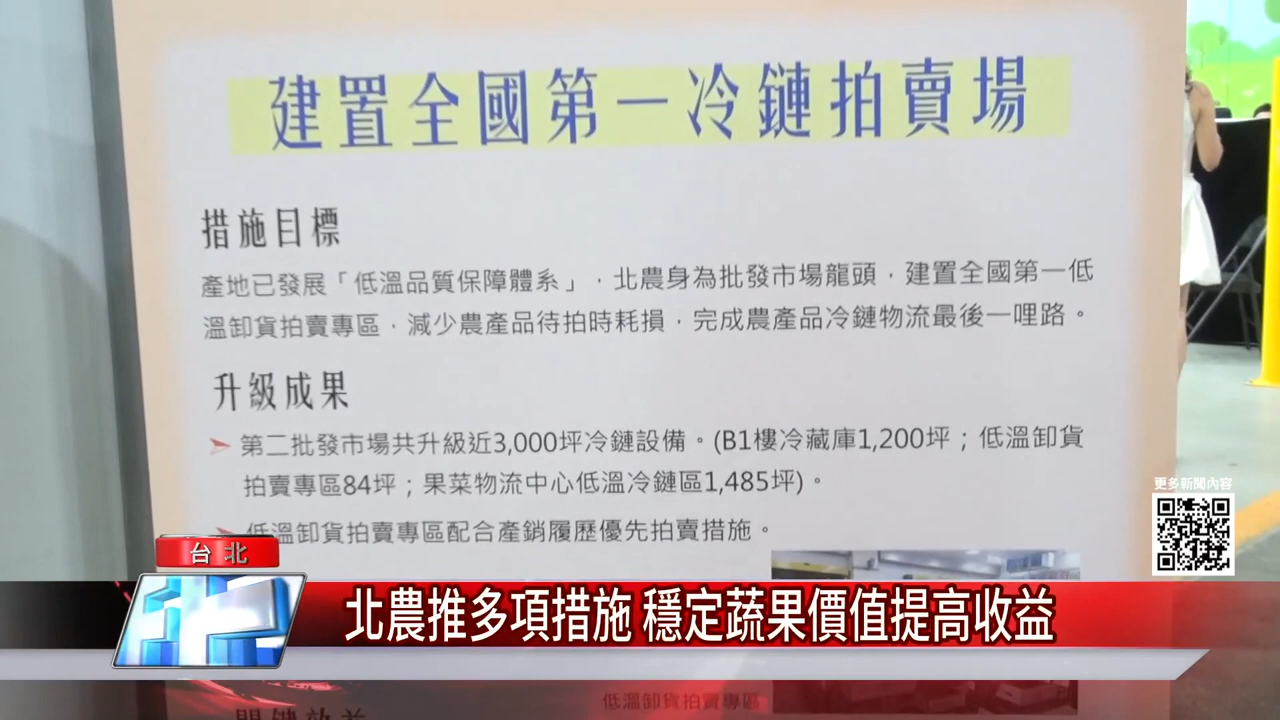 建置全國第一冷鏈拍賣場
措施目標
產地已發展「低溫品質保障體系」，北農身為批發市場龍頭，建置全國第一低
溫卸貨拍賣專區，減少農產品待拍時耗損，完成農產品冷鏈物流最後一哩路。
升級成果
➢ 第二批發市場共升級近3,000坪冷鏈設備。(B1樓冷藏庫1,200坪；低溫卸貨
拍賣專區84坪；果菜物流中心低溫冷鏈區1,485坪)。
➢ 低溫卸貨拍賣專區配合產銷履歷優先拍賣措施。
更多新聞內容
台北
北農推多項措施 穩定蔬果價值提高收益
低溫卸貨拍賣專區